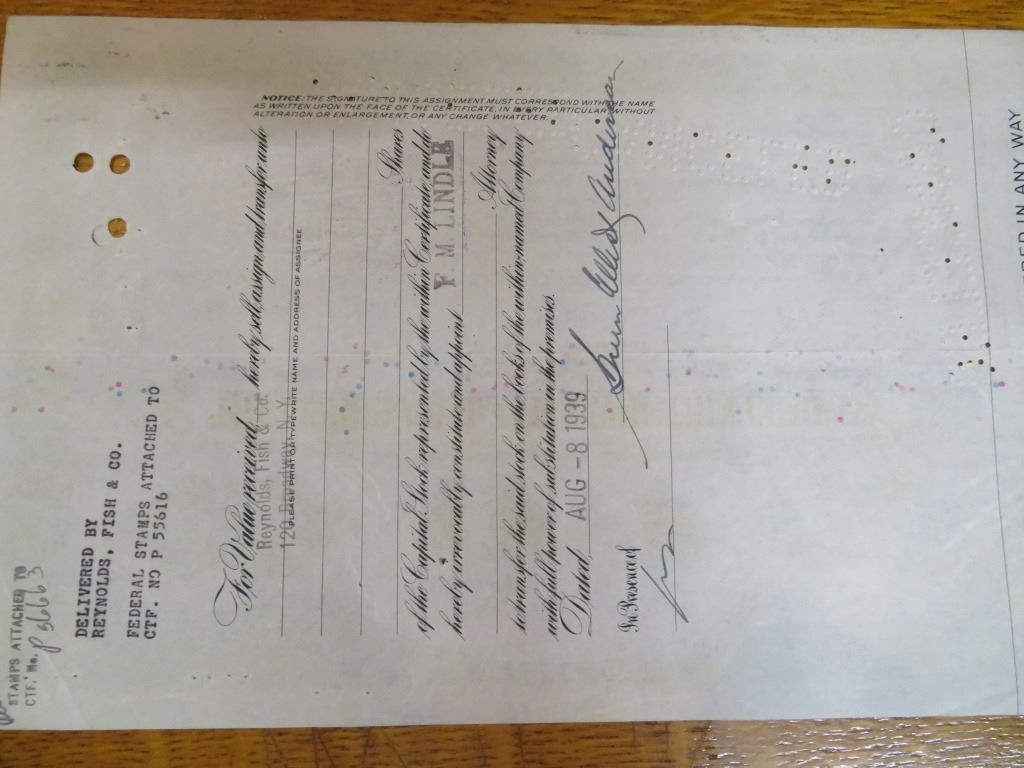 STAMPS ATTACHED TO
CTF. No. P 56663
DELIVERED BY
REYNOLDS, FISH & CO.
FEDERAL STAMPS ATTACHED TO
CTF. NO P 55616
For Value received, hereby sell, assign and transfer unto
Reynolds, Fish & Co.
120 Broadway, N.Y.
PLEASE PRINT OR TYPEWRITE NAME AND ADDRESS OF ASSIGNEE
Shares
of the Capital Stock represented by the within Certificate, and do
hereby irrevocably constitute and appoint F. M. LINDLE
Attorney
to transfer the said stock on the books of the within-named Company
with full power of substitution in the premises.
Dated, AUG -8 1939
In Presence of
NOTICE: THE SIGNATURE TO THIS ASSIGNMENT MUST CORRESPOND WITH THE NAME
AS WRITTEN UPON THE FACE OF THE CERTIFICATE, IN EVERY PARTICULAR, WITHOUT
ALTERATION OR ENLARGEMENT, OR ANY CHANGE WHATEVER.
IN ANY WAY